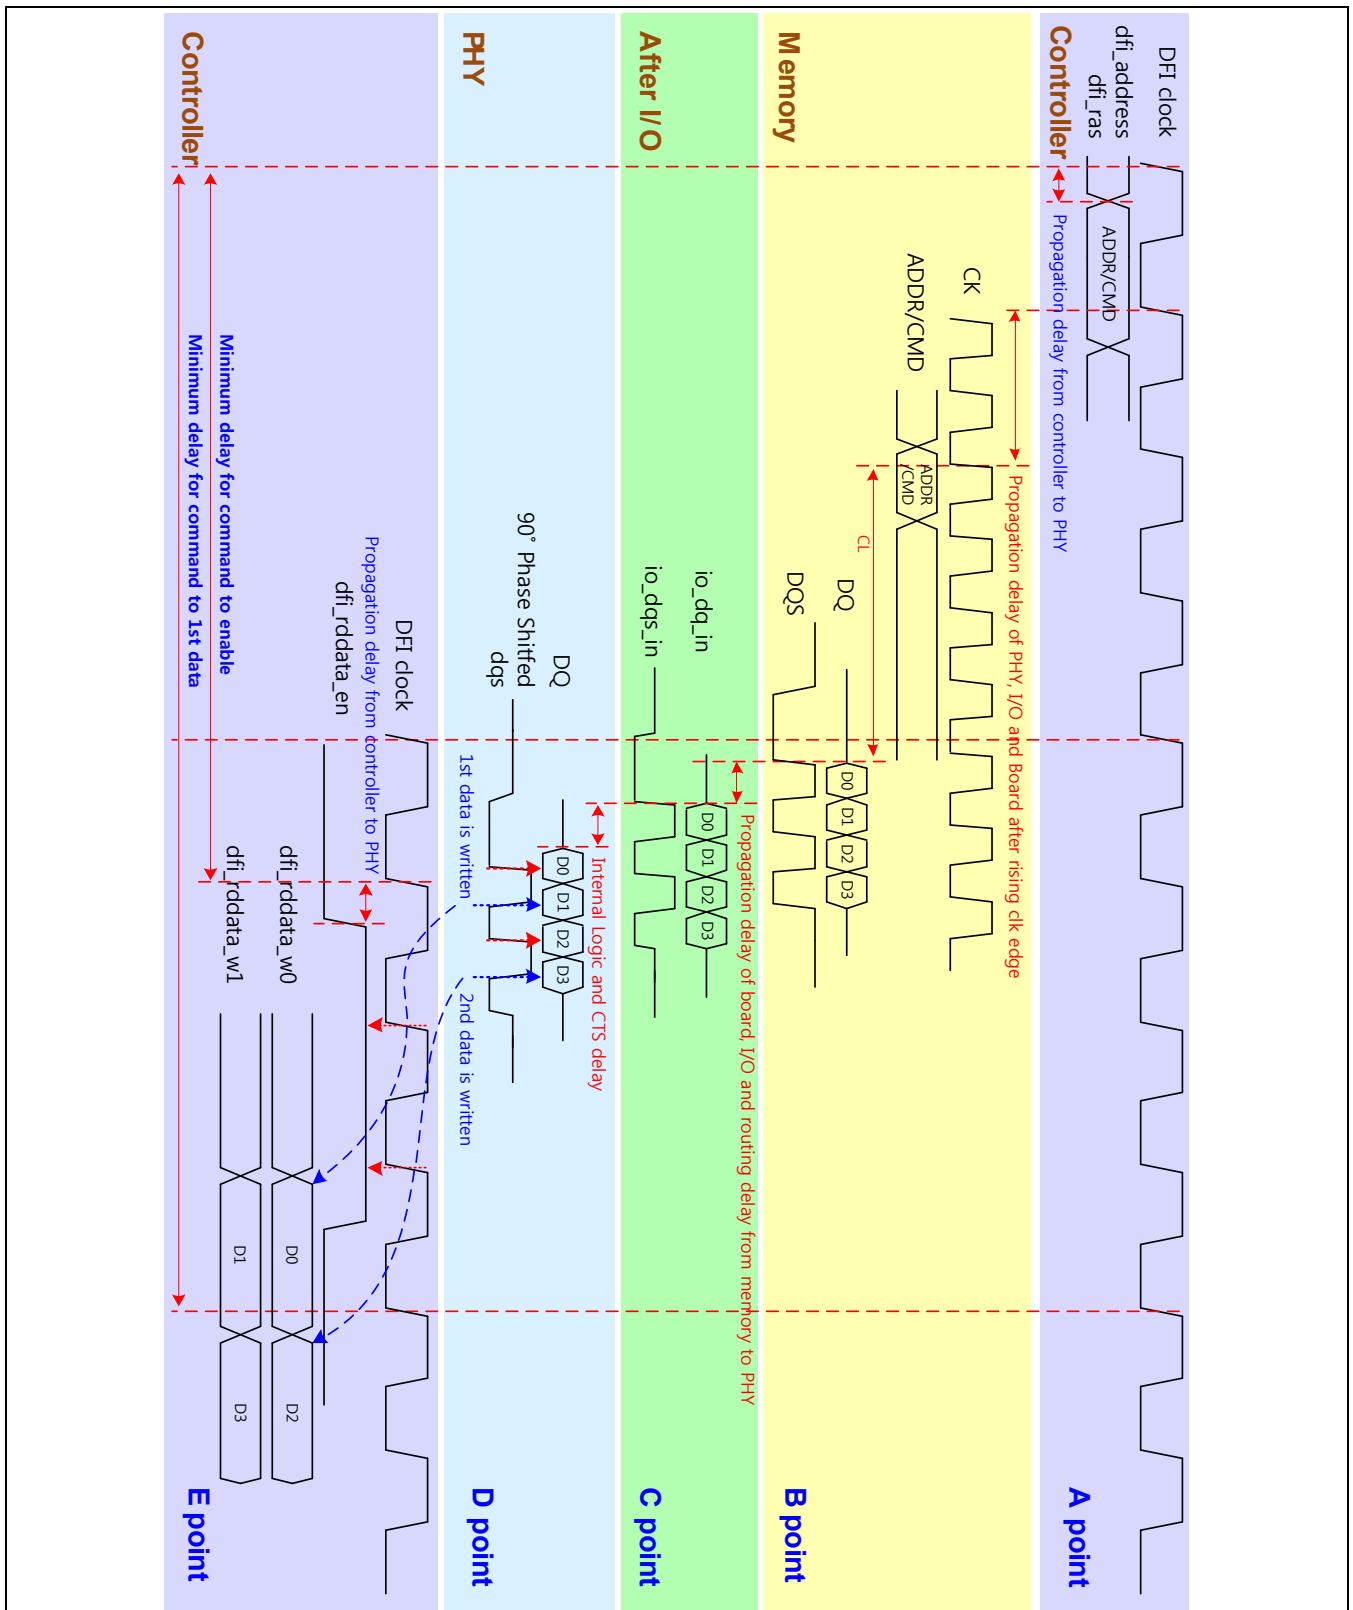 Controller
DFI clock
dfi_address
dfi_ras
ADDR/CMD
Propagation delay from controller to PHY
A point
Memory
CK
ADDR/CMD
ADDR
/CMD
Propagation delay of PHY, I/O and Board after rising clk edge
CL
DQ
DQS
D0
D1
D2
D3
B point
After I/O
io_dq_in
io_dqs_in
D0
D1
D2
D3
Propagation delay of board, I/O and routing delay from memory to PHY
C point
PHY
DQ
90° Phase Shitfed
dqs
D0
D1
D2
D3
Internal Logic and CTS delay
1st data is written
2nd data is written
D point
Controller
DFI clock
Propagation delay from controller to PHY
dfi_rddata_en
dfi_rddata_w0
dfi_rddata_w1
D0
D2
D1
D3
Minimum delay for command to enable
Minimum delay for command to 1st data
E point